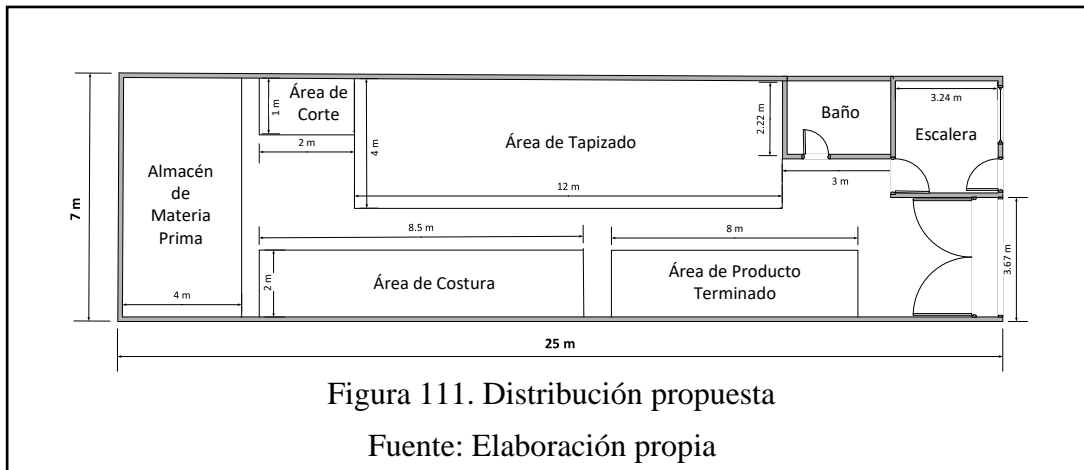 Área de
Corte
1 m
2 m
4 m
Área de Tapizado
12 m
2.22 m
Baño
3 m
3.24 m
Escalera
Almacén
de
Materia
Prima
4 m
7 m
8.5 m
2 m
Área de Costura
8 m
Área de Producto
Terminado
3.67 m
25 m
Figura 111. Distribución propuesta
Fuente: Elaboración propia